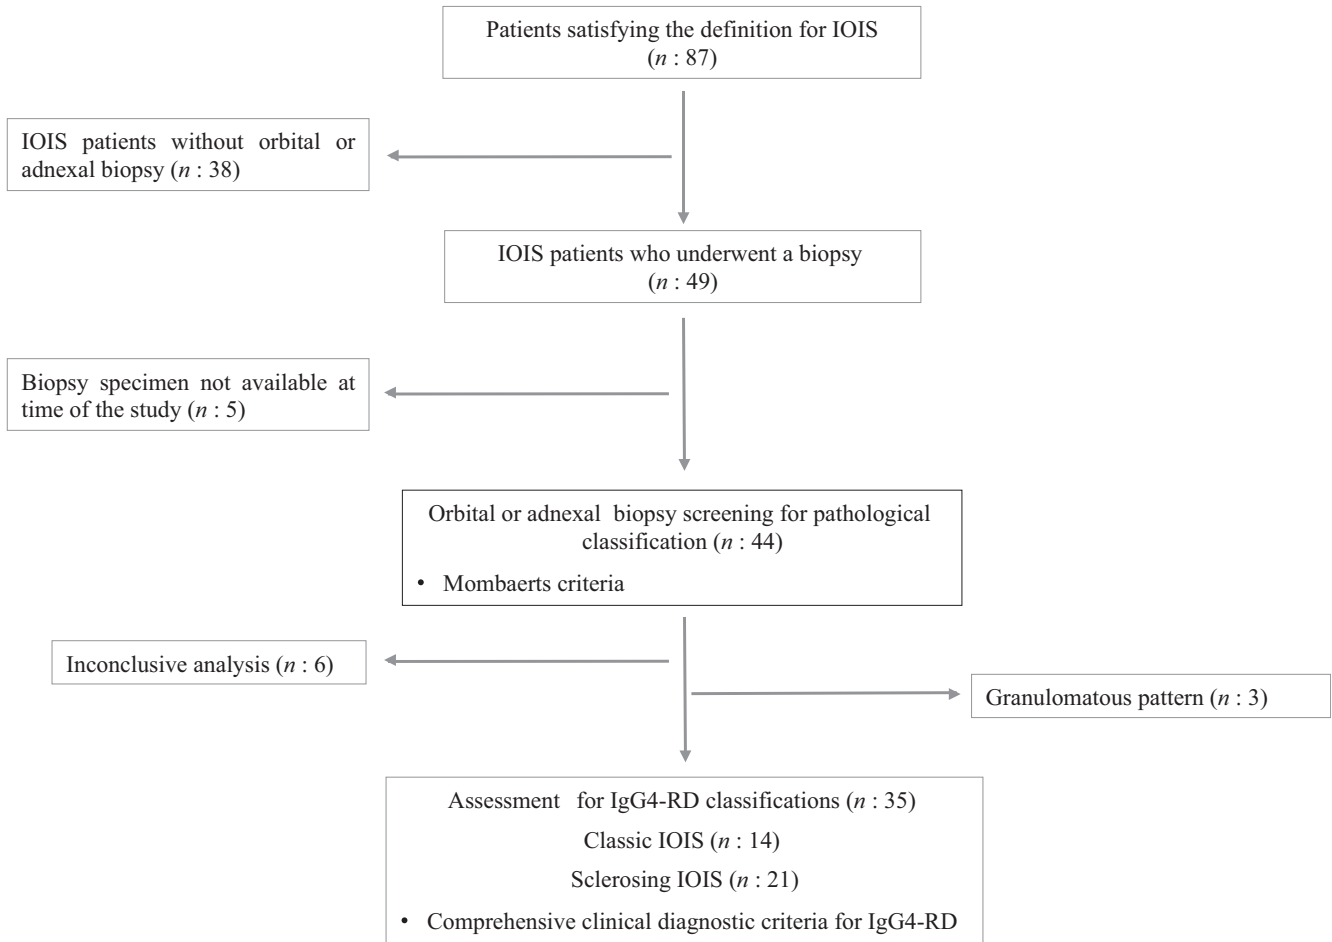 Patients satisfying the definition for IOIS
(n : 87)
IOIS patients without orbital or
adnexal biopsy (n : 38)
IOIS patients who underwent a biopsy
(n : 49)
Biopsy specimen not available at
time of the study (n : 5)
Orbital or adnexal biopsy screening for pathological
classification (n : 44)
• Mombaerts criteria
Inconclusive analysis (n : 6)
Granulomatous pattern (n : 3)
Assessment for IgG4-RD classifications (n : 35)
Classic IOIS (n : 14)
Sclerosing IOIS (n : 21)
• Comprehensive clinical diagnostic criteria for IgG4-RD